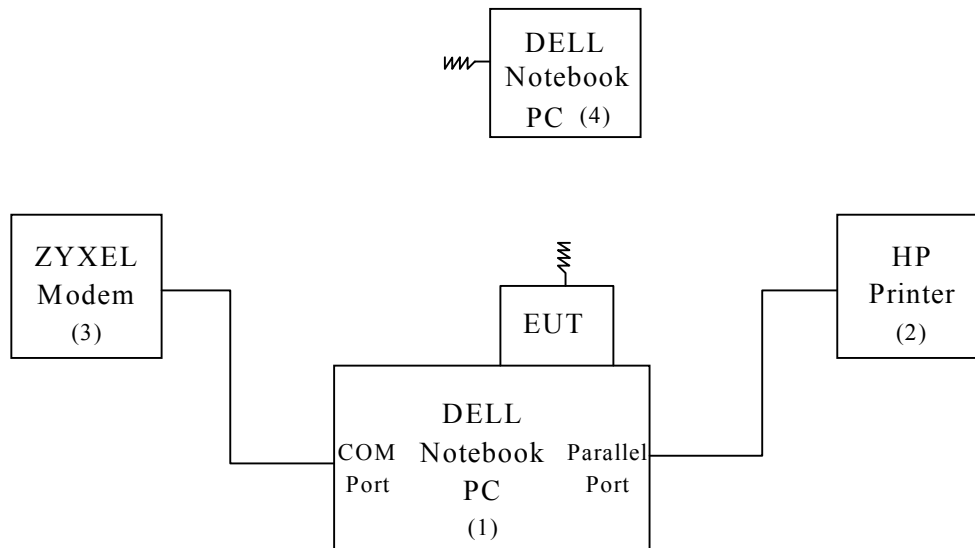 DELL
Notebook
PC (4)
ZYXEL
Modem
(3)
HP
Printer
(2)
EUT
DELL
Notebook
PC
(1)
COM
Port
Parallel
Port